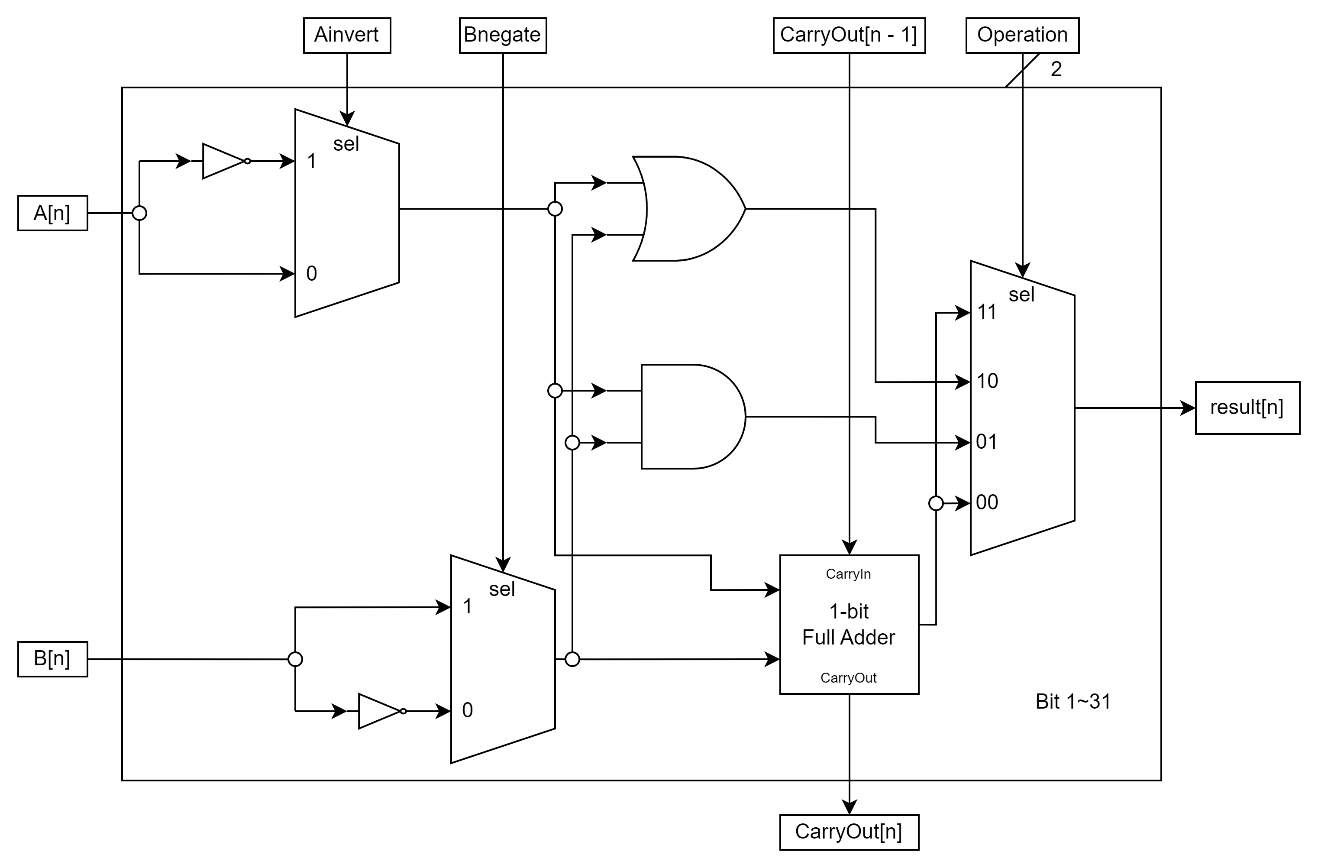 Ainvert
Bnegate
CarryOut[n - 1]
Operation
2
sel
1
A[n]
0
sel
11
10
result[n]
01
00
CarryIn
sel
1
1-bit
Full Adder
B[n]
CarryOut
0
Bit 1~31
CarryOut[n]